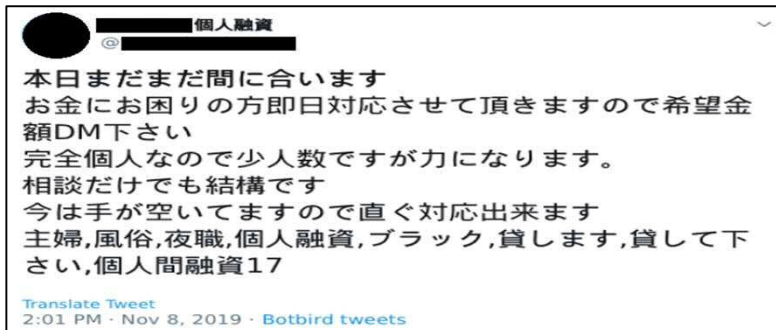 個人融資
@
本日まだまだ間に合います
お金にお困りの方即日対応させて頂きますので希望金
額DM下さい
完全個人なので少人数ですが力になります。
相談だけでも結構です
今は手が空いてますので直ぐ対応出来ます
主婦,風俗,夜職,個人融資,ブラック,貸します,貸して下
さい,個人間融資17
Translate Tweet
2:01 PM · Nov 8, 2019 · Botbird tweets